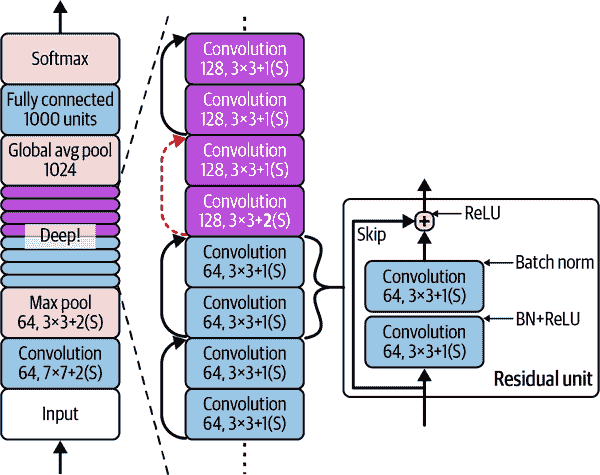 Softmax
Fully connected
1000 units
Global avg pool
1024
Deep!
Max pool
64, 3×3+2(S)
Convolution
64, 7×7+2(S)
Input
Convolution
128, 3×3+1(S)
Convolution
128, 3×3+1(S)
Convolution
128, 3×3+1(S)
Convolution
128, 3×3+2(S)
Convolution
64, 3×3+1(S)
Convolution
64, 3×3+1(S)
Convolution
64, 3×3+1(S)
Convolution
64, 3×3+1(S)
ReLU
+
Skip
Batch norm
Convolution
64, 3×3+1(S)
BN+ReLU
Convolution
64, 3×3+1(S)
Residual unit